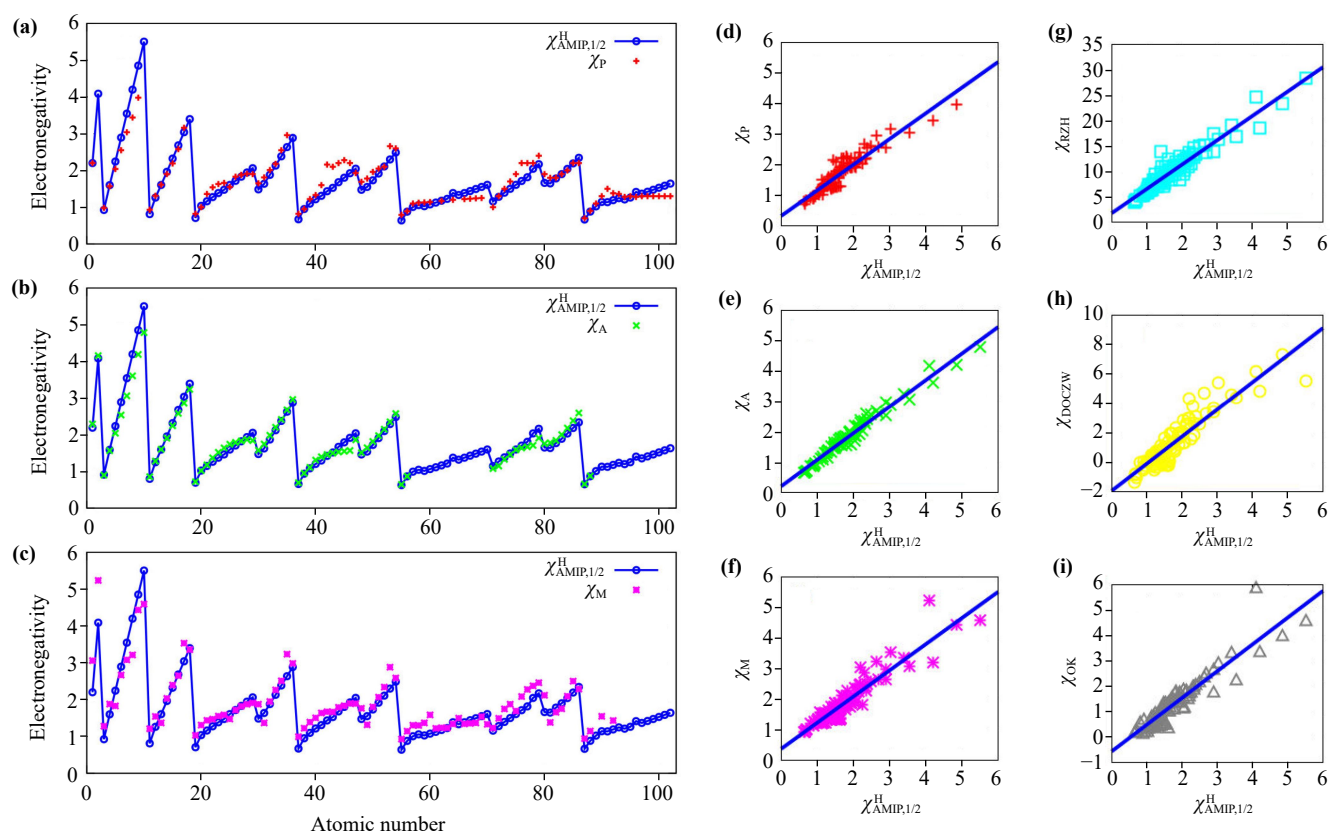 (a)
Electronegativity
6
5
4
3
2
1
0
0 20 40 60 80 100
χ^H_AMIP,1/2
χ_P
(b)
Electronegativity
6
5
4
3
2
1
0
0 20 40 60 80 100
χ^H_AMIP,1/2
χ_A
(c)
Electronegativity
6
5
4
3
2
1
0
0 20 40 60 80 100
Atomic number
χ^H_AMIP,1/2
χ_M
(d)
χ_P
6
5
4
3
2
1
0
0 1 2 3 4 5 6
χ^H_AMIP,1/2
(e)
χ_A
6
5
4
3
2
1
0
0 1 2 3 4 5 6
χ^H_AMIP,1/2
(f)
χ_M
6
5
4
3
2
1
0
0 1 2 3 4 5 6
χ^H_AMIP,1/2
(g)
χ_RZH
35
30
25
20
15
10
5
0
0 1 2 3 4 5 6
χ^H_AMIP,1/2
(h)
χ_DOCZW
10
8
6
4
2
0
−2
0 1 2 3 4 5 6
χ^H_AMIP,1/2
(i)
χ_OK
6
5
4
3
2
1
0
−1
0 1 2 3 4 5 6
χ^H_AMIP,1/2